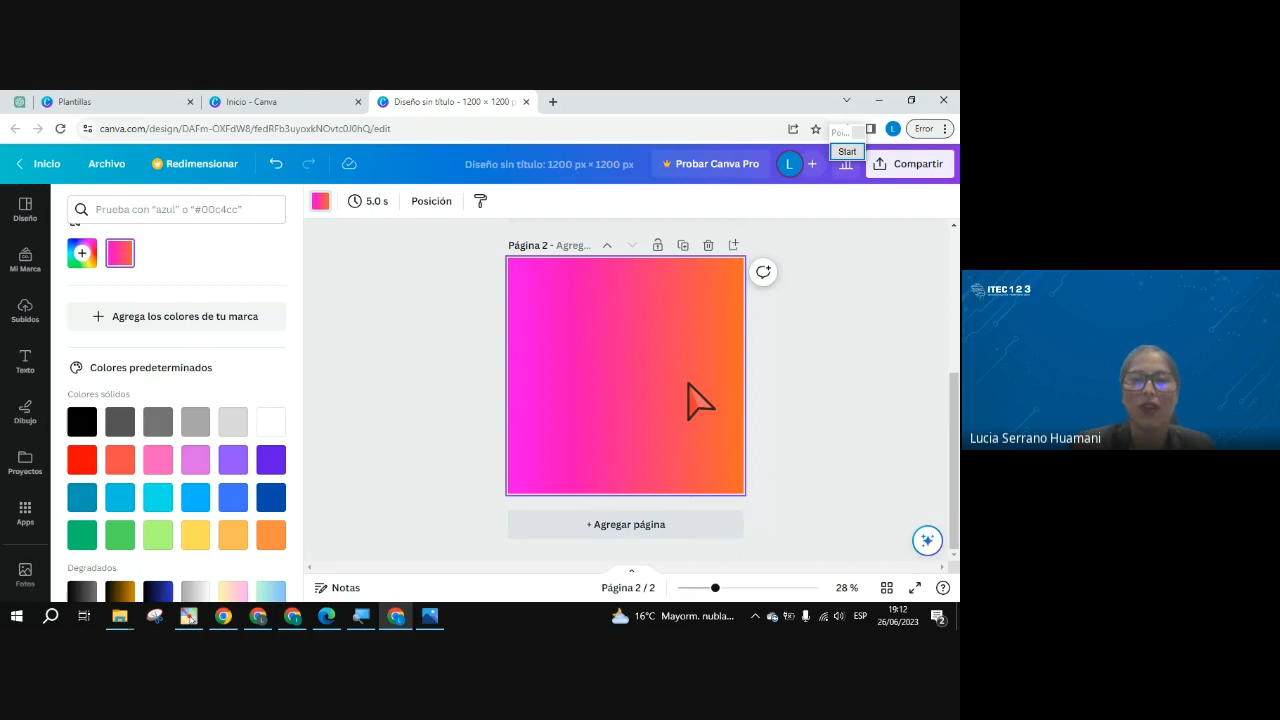 Plantillas
Inicio - Canva
Diseño sin título - 1200 × 1200 p
canva.com/design/DAFm-OXFdW8/fedRFb3uyoxkNOvtc0J0hQ/edit
Poi...
Error
Start
Inicio
Archivo
Redimensionar
Diseño sin título: 1200 px × 1200 px
Probar Canva Pro
L
Compartir
Diseño
Mi Marca
Subidos
Texto
Dibujo
Proyectos
Apps
Fotos
Prueba con “azul” o “#00c4cc”
5.0 s
Posición
Agrega los colores de tu marca
Colores predeterminados
Colores sólidos
Degradados
Página 2 - Agreg...
+ Agregar página
Notas
Página 2 / 2
28 %
16°C Mayorm. nubla...
ESP
19:12
26/06/2023
2
ITEC 1 2 3
Lucia Serrano Huamani